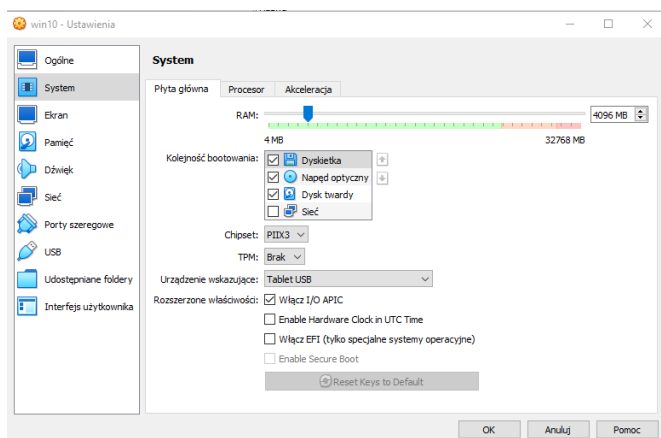 win10 - Ustawienia
Ogólne
System
Ekran
Pamięć
Dźwięk
Sieć
Porty szeregowe
USB
Udostępniane foldery
Interfejs użytkownika
System
Płyta główna Procesor Akceleracja
RAM: 4096 MB
4 MB 32768 MB
Kolejność bootowania: Dyskietka
Napęd optyczny
Dysk twardy
Sieć
Chipset: PIIX3
TPM: Brak
Urządzenie wskazujące: Tablet USB
Rozszerzone właściwości: Włącz I/O APIC
Enable Hardware Clock in UTC Time
Włącz EFI (tylko specjalne systemy operacyjne)
Enable Secure Boot
Reset Keys to Default
OK Anuluj Pomoc